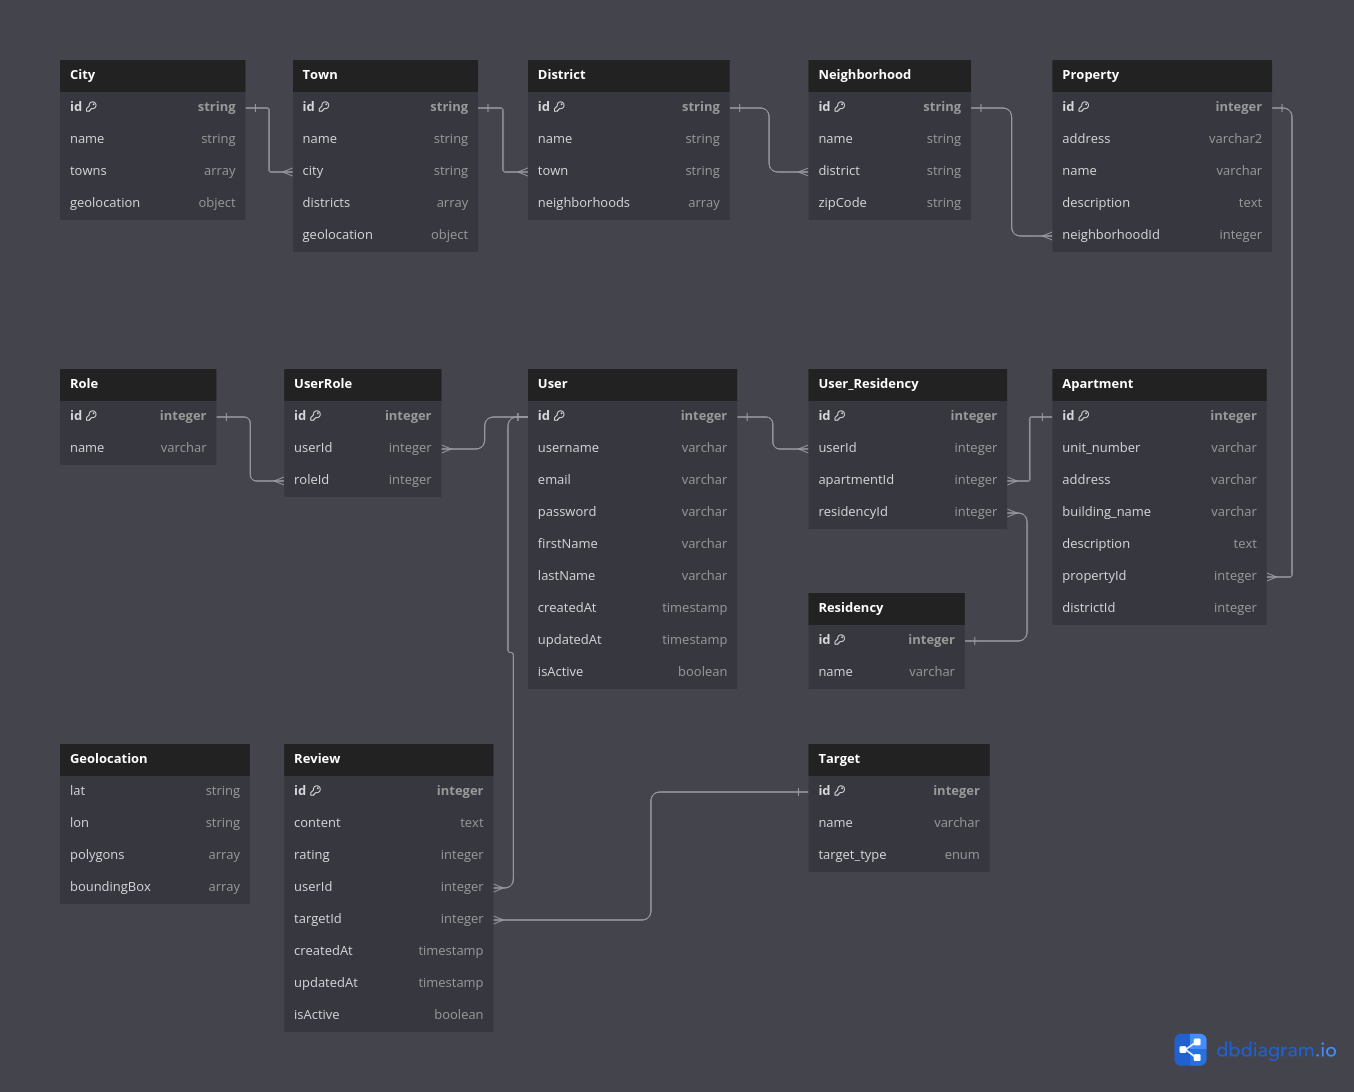 City
id string
name string
towns array
geolocation object
Town
id string
name string
city string
districts array
geolocation object
District
id string
name string
town string
neighborhoods array
Neighborhood
id string
name string
district string
zipCode string
Property
id integer
address varchar2
name varchar
description text
neighborhoodId integer
Role
id integer
name varchar
UserRole
id integer
userId integer
roleId integer
User
id integer
username varchar
email varchar
password varchar
firstName varchar
lastName varchar
createdAt timestamp
updatedAt timestamp
isActive boolean
User_Residency
id integer
userId integer
apartmentId integer
residencyId integer
Apartment
id integer
unit_number varchar
address varchar
building_name varchar
description text
propertyId integer
districtId integer
Residency
id integer
name varchar
Geolocation
lat string
lon string
polygons array
boundingBox array
Review
id integer
content text
rating integer
userId integer
targetId integer
createdAt timestamp
updatedAt timestamp
isActive boolean
Target
id integer
name varchar
target_type enum
dbdiagram.io